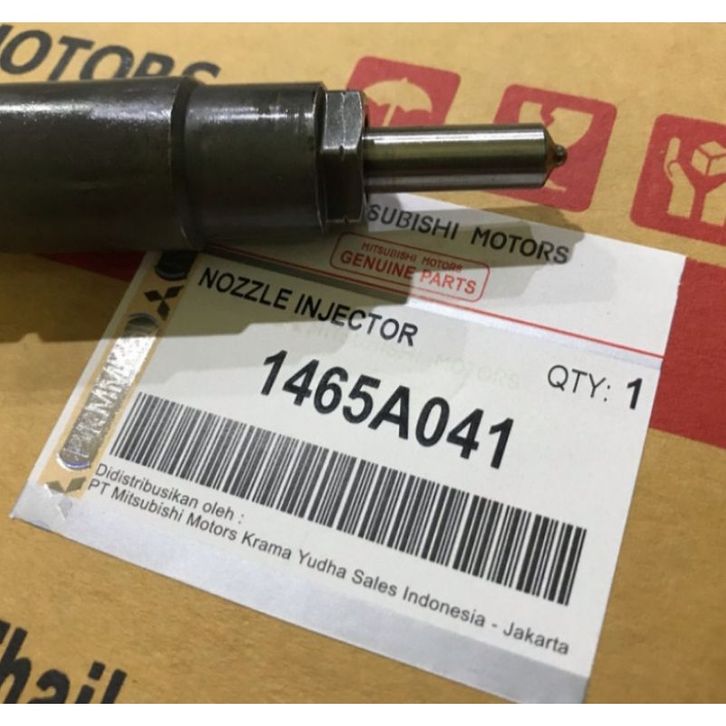 MOTORS
SUBISHI MOTORS
MITSUBISHI MOTORS
GENUINE PARTS
NOZZLE INJECTOR
QTY: 1
1465A041
Didistribusikan oleh :
PT Mitsubishi Motors Krama Yudha Sales Indonesia - Jakarta
Thail